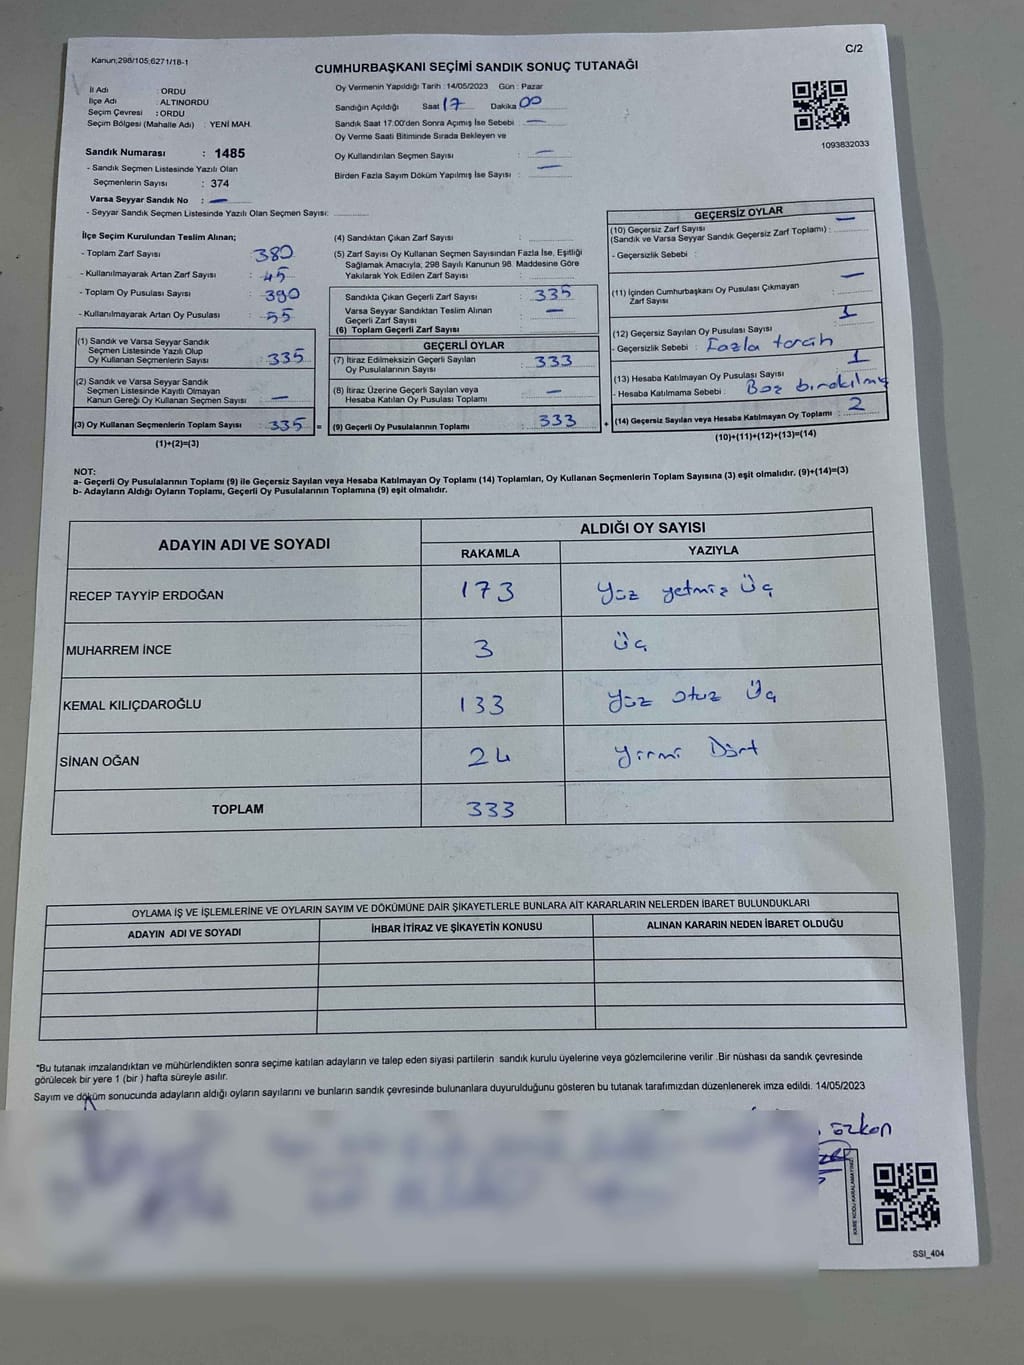 Kanun;298/105;6271/18-1
C/2
CUMHURBAŞKANI SEÇİMİ SANDIK SONUÇ TUTANAĞI
İl Adı : ORDU
İlçe Adı : ALTINORDU
Seçim Çevresi : ORDU
Seçim Bölgesi (Mahalle Adı) : YENİ MAH.
Oy Vermenin Yapıldığı Tarih : 14/05/2023 Gün : Pazar
Sandığın Açıldığı Saat 17 Dakika 00
Sandık Saat 17:00'den Sonra Açımış İse Sebebi : —
Oy Verme Saati Bitiminde Sırada Bekleyen ve
Oy Kullandırılan Seçmen Sayısı : —
Birden Fazla Sayım Döküm Yapılmış İse Sayısı : —
1093832033
Sandık Numarası : 1485
- Sandık Seçmen Listesinde Yazılı Olan
Seçmenlerin Sayısı : 374
Varsa Seyyar Sandık No : —
- Seyyar Sandık Seçmen Listesinde Yazılı Olan Seçmen Sayısı:
İlçe Seçim Kurulundan Teslim Alınan;
- Toplam Zarf Sayısı : 380
- Kullanılmayarak Artan Zarf Sayısı : 45
- Toplam Oy Pusulası Sayısı : 390
- Kullanılmayarak Artan Oy Pusulası : 55
(1) Sandık ve Varsa Seyyar Sandık
Seçmen Listesinde Yazılı Olup
Oy Kullanan Seçmenlerin Sayısı : 335
(2) Sandık ve Varsa Seyyar Sandık
Seçmen Listesinde Kayıtlı Olmayan
Kanun Gereği Oy Kullanan Seçmen Sayısı : —
(3) Oy Kullanan Seçmenlerin Toplam Sayısı : 335 =
(1)+(2)=(3)
(4) Sandıktan Çıkan Zarf Sayısı :
(5) Zarf Sayısı Oy Kullanan Seçmen Sayısından Fazla İse, Eşitliği
Sağlamak Amacıyla, 298 Sayılı Kanunun 98. Maddesine Göre
Yakılarak Yok Edilen Zarf Sayısı :
Sandıkta Çıkan Geçerli Zarf Sayısı : 335
Varsa Seyyar Sandıktan Teslim Alınan
Geçerli Zarf Sayısı : —
(6) Toplam Geçerli Zarf Sayısı :
GEÇERLİ OYLAR
(7) İtiraz Edilmeksizin Geçerli Sayılan
Oy Pusulalarının Sayısı : 333
(8) İtiraz Üzerine Geçerli Sayılan veya
Hesaba Katılan Oy Pusulası Toplamı : —
(9) Geçerli Oy Pusulalarının Toplamı : 333 +
GEÇERSİZ OYLAR
(10) Geçersiz Zarf Sayısı
(Sandık ve Varsa Seyyar Sandık Geçersiz Zarf Toplamı) : —
- Geçersizlik Sebebi :
(11) İçinden Cumhurbaşkanı Oy Pusulası Çıkmayan
Zarf Sayısı : —
(12) Geçersiz Sayılan Oy Pusulası Sayısı : 1
- Geçersizlik Sebebi : Fazla tercih
(13) Hesaba Katılmayan Oy Pusulası Sayısı : 1
- Hesaba Katılmama Sebebi : Boş bırakılmış
(14) Geçersiz Sayılan veya Hesaba Katılmayan Oy Toplamı : 2
(10)+(11)+(12)+(13)=(14)
NOT:
a- Geçerli Oy Pusulalarının Toplamı (9) ile Geçersiz Sayılan veya Hesaba Katılmayan Oy Toplamı (14) Toplamları, Oy Kullanan Seçmenlerin Toplam Sayısına (3) eşit olmalıdır. (9)+(14)=(3)
b- Adayların Aldığı Oyların Toplamı, Geçerli Oy Pusulalarının Toplamına (9) eşit olmalıdır.
ADAYIN ADI VE SOYADI
ALDIĞI OY SAYISI
RAKAMLA YAZIYLA
RECEP TAYYİP ERDOĞAN 173 Yüz yetmiş Üç
MUHARREM İNCE 3 Üç
KEMAL KILIÇDAROĞLU 133 Yüz otuz Üç
SİNAN OĞAN 24 Yirmi Dört
TOPLAM 333
OYLAMA İŞ VE İŞLEMLERİNE VE OYLARIN SAYIM VE DÖKÜMÜNE DAİR ŞİKAYETLERLE BUNLARA AİT KARARLARIN NELERDEN İBARET BULUNDUKLARI
ADAYIN ADI VE SOYADI İHBAR İTİRAZ VE ŞİKAYETİN KONUSU ALINAN KARARIN NEDEN İBARET OLDUĞU
"Bu tutanak imzalandıktan ve mühürlendikten sonra seçime katılan adayların ve talep eden siyasi partilerin sandık kurulu üyelerine veya gözlemcilerine verilir .Bir nüshası da sandık çevresinde
görülecek bir yere 1 (bir ) hafta süreyle asılır.
Sayım ve döküm sonucunda adayların aldığı oyların sayılarını ve bunların sandık çevresinde bulunanlara duyurulduğunu gösteren bu tutanak tarafımızdan düzenlenerek imza edildi. 14/05/2023
özkan
KARE KODU KARALAMAYINIZ
SSI_404